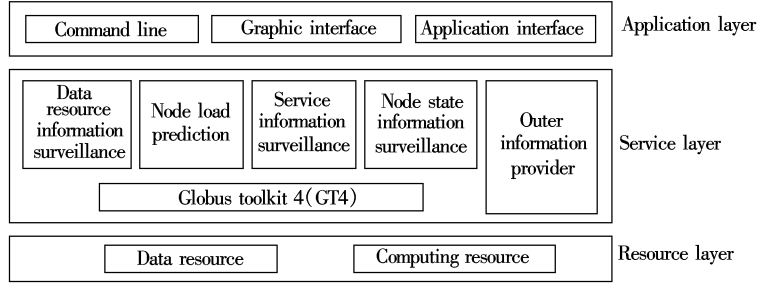 Command line
Graphic interface
Application interface
Application layer
Data
resource
information
surveillance
Node load
prediction
Service
information
surveillance
Node state
information
surveillance
Outer
information
provider
Service layer
Globus toolkit 4(GT4)
Data resource
Computing resource
Resource layer